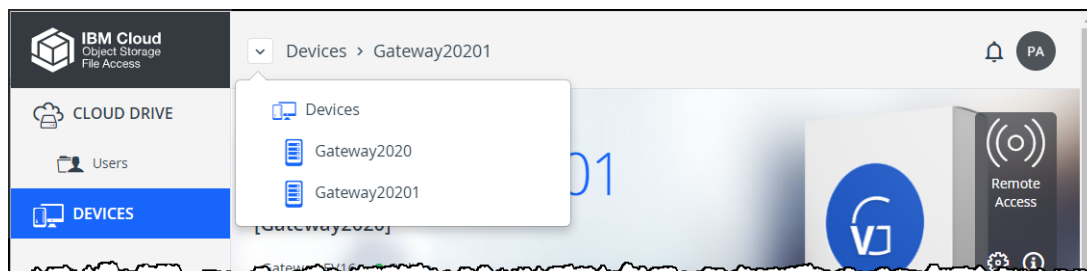 IBM Cloud
Object Storage
File Access
Devices > Gateway20201
PA
CLOUD DRIVE
Users
DEVICES
Devices
Gateway2020
Gateway20201
01
[Gateway2020]
Remote
Access